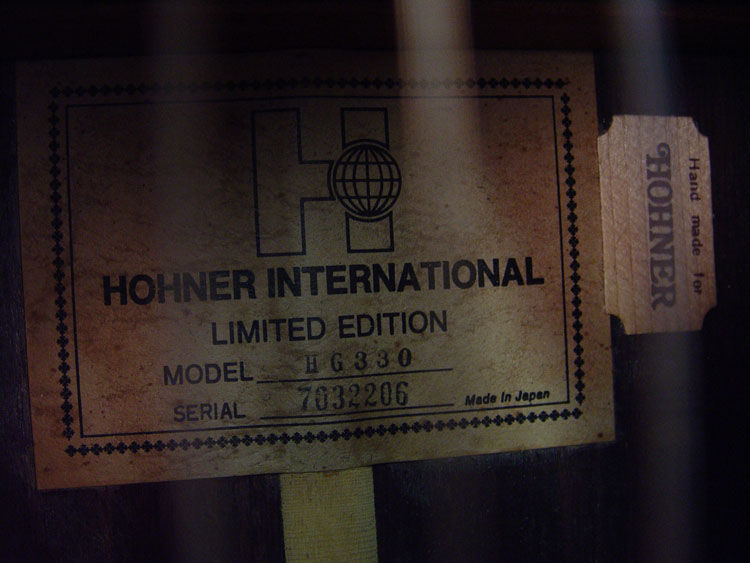 H
HOHNER INTERNATIONAL
LIMITED EDITION
MODEL HG330
SERIAL 7032206
Made In Japan
Hand made for
HOHNER